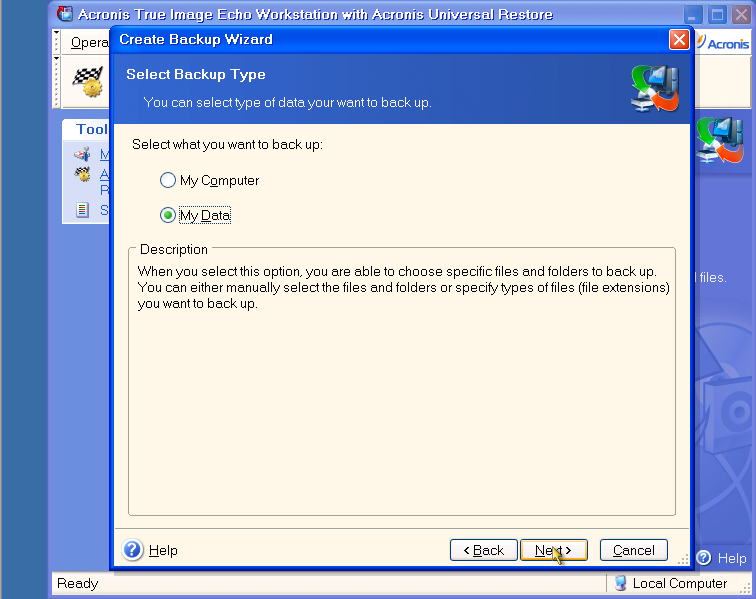 Acronis True Image Echo Workstation with Acronis Universal Restore
Opera
Acronis
Create Backup Wizard
Select Backup Type
You can select type of data your want to back up.
Tool
M
A
R
S
Select what you want to back up:
My Computer
My Data
Description
When you select this option, you are able to choose specific files and folders to back up.
You can either manually select the files and folders or specify types of files (file extensions)
you want to back up.
files.
Help
< Back
Next >
Cancel
Help
Ready
Local Computer